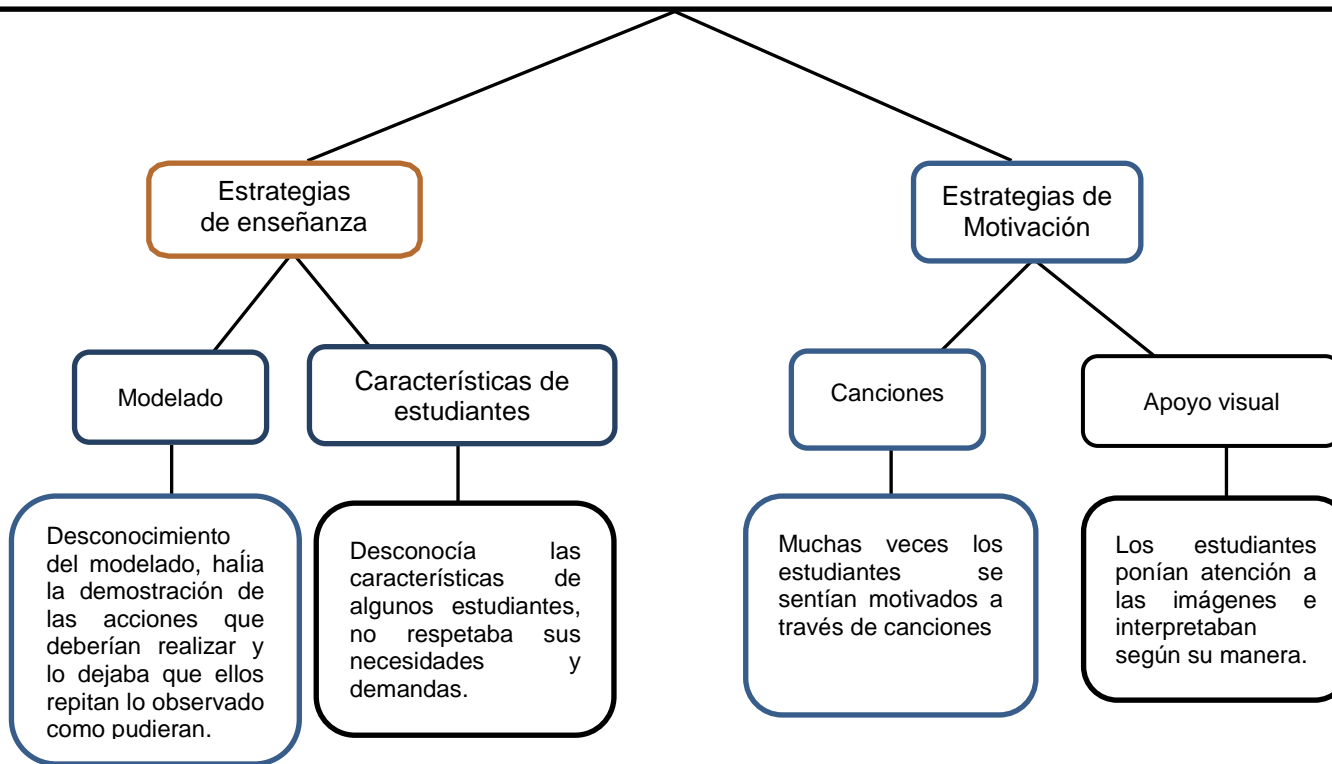 Estrategias
de enseñanza
Estrategias de
Motivación
Modelado
Características de
estudiantes
Canciones
Apoyo visual
Desconocimiento
del modelado, haÍia
la demostración de
las acciones que
deberían realizar y
lo dejaba que ellos
repitan lo observado
como pudieran.
Desconocía las
características de
algunos estudiantes,
no respetaba sus
necesidades y
demandas.
Muchas veces los
estudiantes se
sentían motivados a
través de canciones
Los estudiantes
ponían atención a
las imágenes e
interpretaban
según su manera.